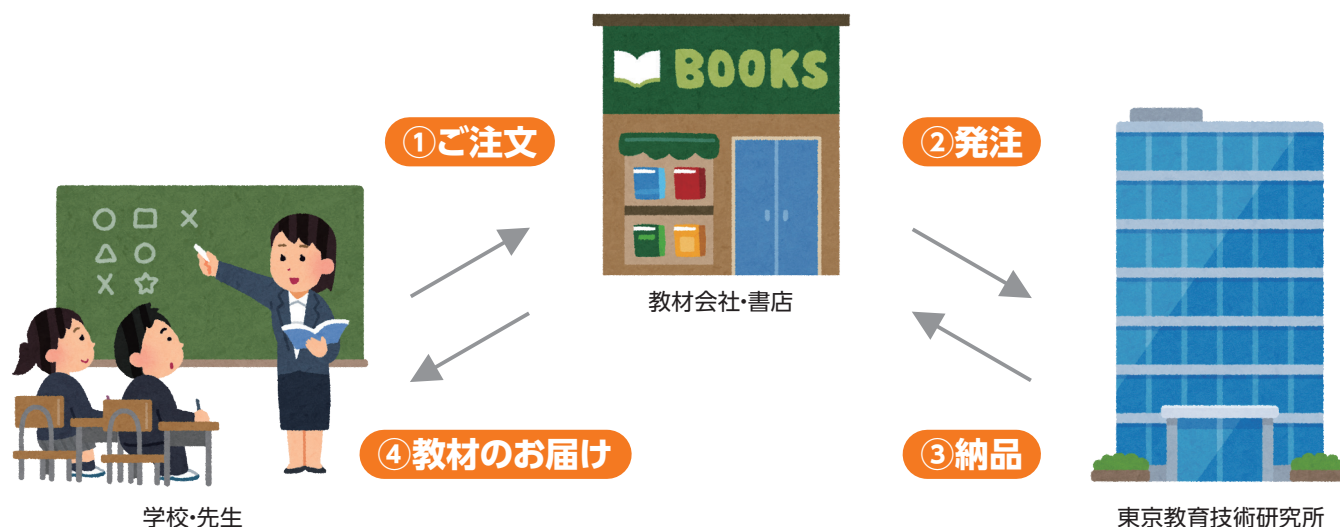 BOOKS
①ご注文
②発注
教材会社・書店
④教材のお届け
③納品
学校・先生
東京教育技術研究所